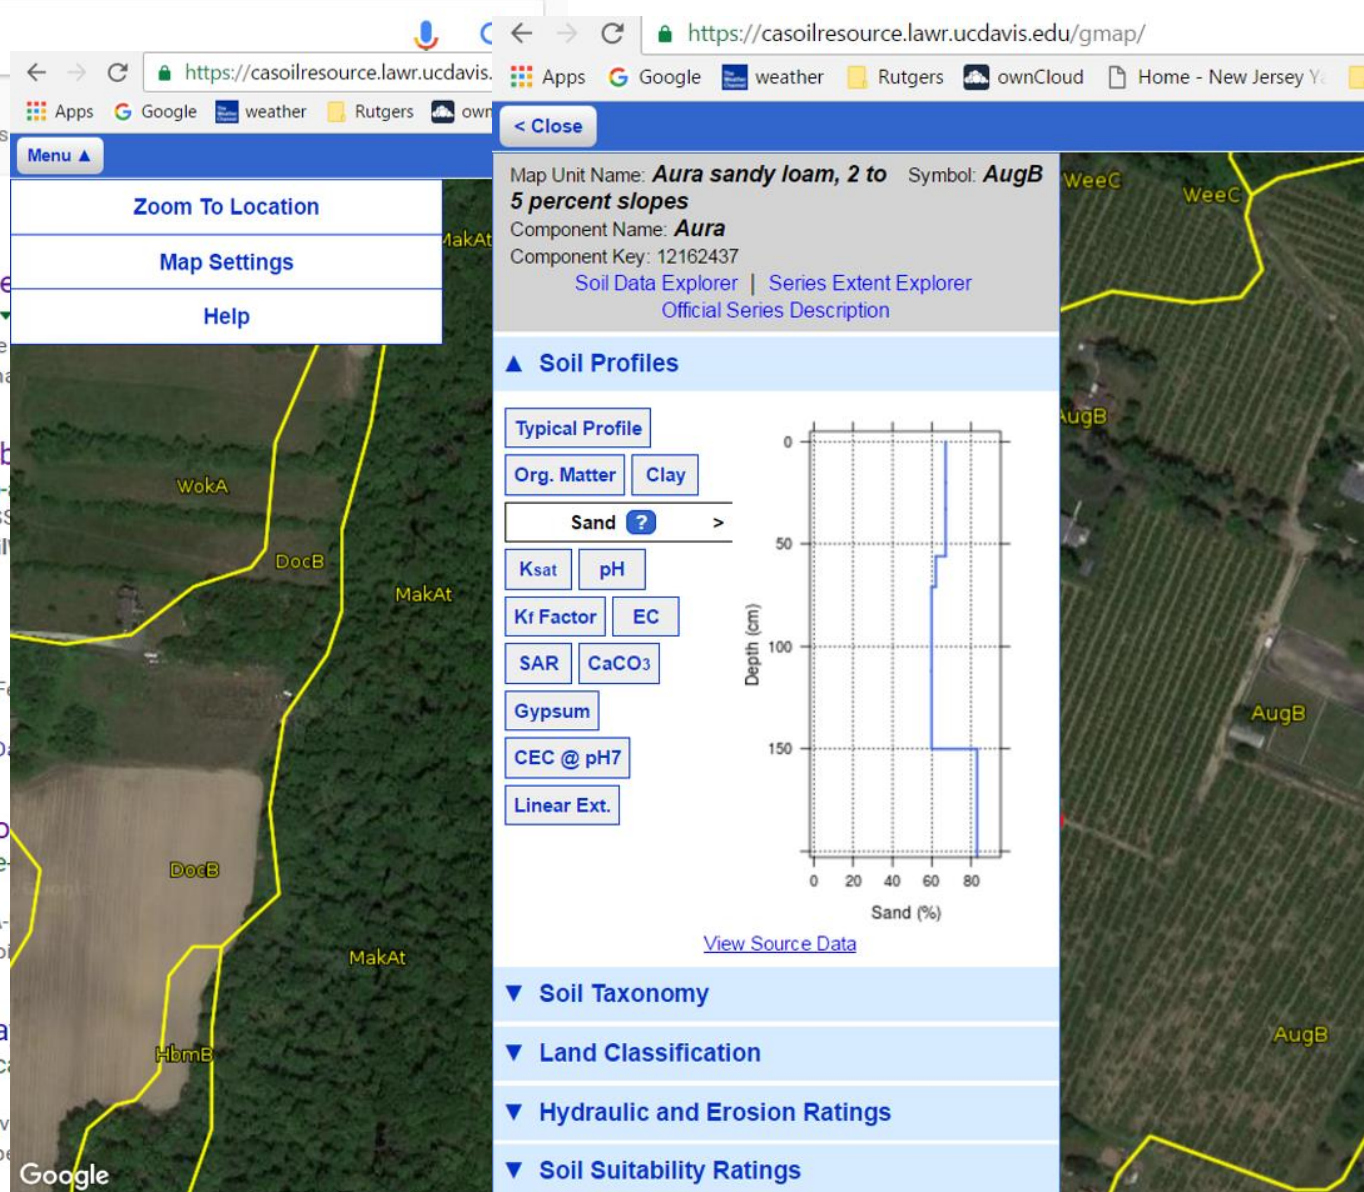 https://casoilresource.lawr.ucdavis.
Apps Google weather Rutgers own
Menu ▲
Zoom To Location
Map Settings
Help
MakAt
WokA
DocB
MakAt
DocB
MakAt
HbmB
Google
https://casoilresource.lawr.ucdavis.edu/gmap/
Apps Google weather Rutgers ownCloud Home - New Jersey
< Close
Map Unit Name: Aura sandy loam, 2 to Symbol: AugB
5 percent slopes
Component Name: Aura
Component Key: 12162437
Soil Data Explorer | Series Extent Explorer
Official Series Description
▲ Soil Profiles
Typical Profile
Org. Matter Clay
Sand ? >
Ksat pH
Kf Factor EC
SAR CaCO3
Gypsum
CEC @ pH7
Linear Ext.
0
50
100
150
Depth (cm)
0 20 40 60 80
Sand (%)
View Source Data
▼ Soil Taxonomy
▼ Land Classification
▼ Hydraulic and Erosion Ratings
▼ Soil Suitability Ratings
WeeC
WeeC
AugB
AugB
AugB